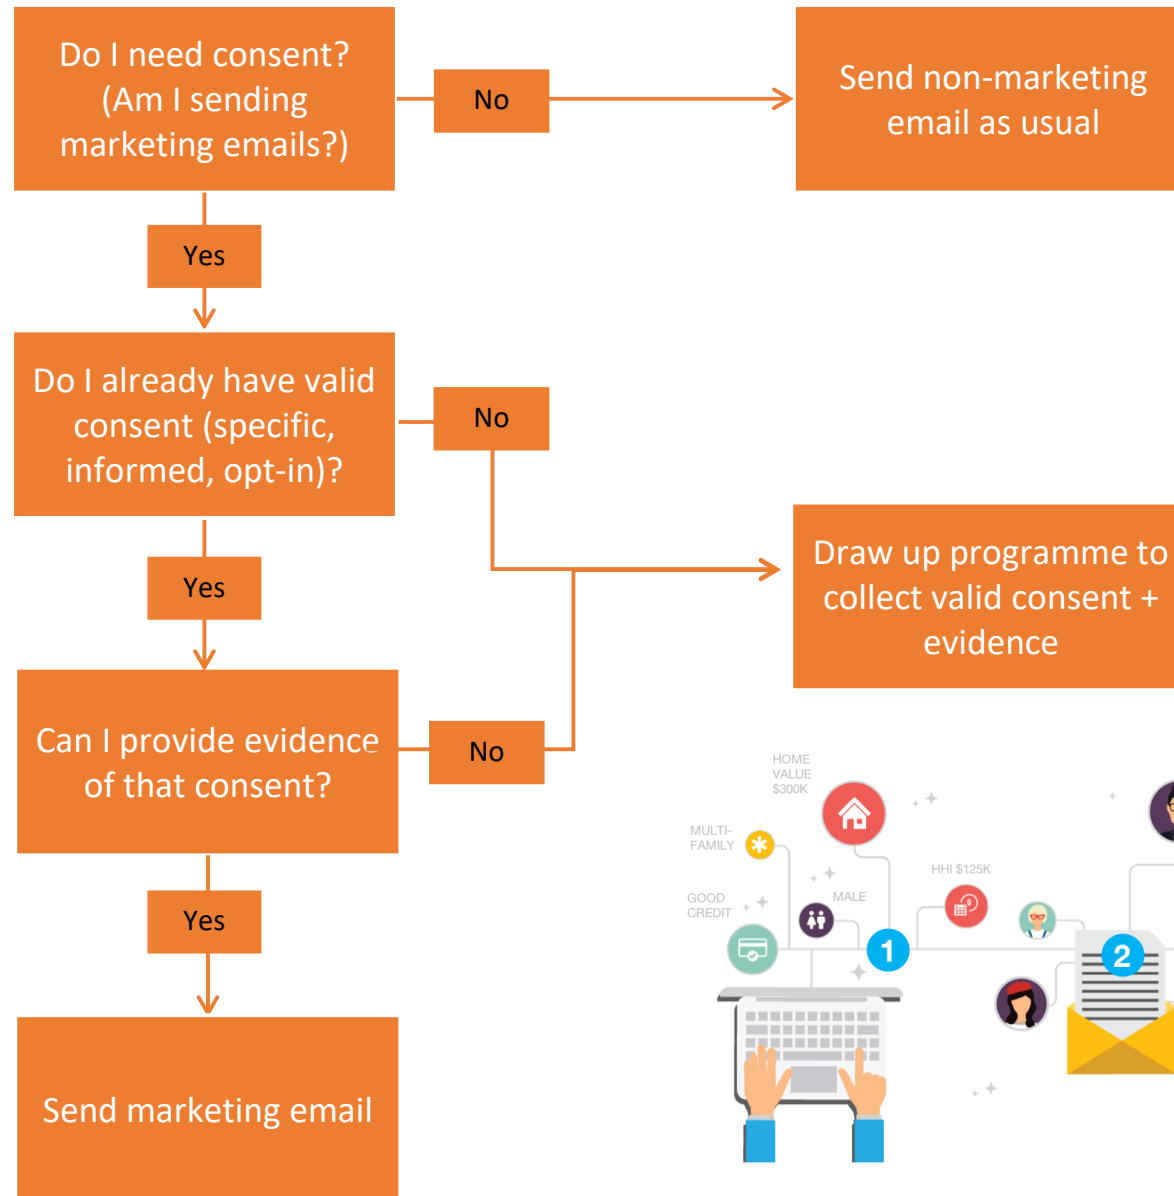 Do I need consent?
(Am I sending
marketing emails?)
No
Send non-marketing
email as usual
Yes
Do I already have valid
consent (specific,
informed, opt-in)?
No
Yes
Draw up programme to
collect valid consent +
evidence
Can I provide evidence
of that consent?
No
Yes
Send marketing email
HOME
VALUE
$300K
MULTI-
FAMILY
HHI $125K
GOOD
CREDIT
MALE
1
2